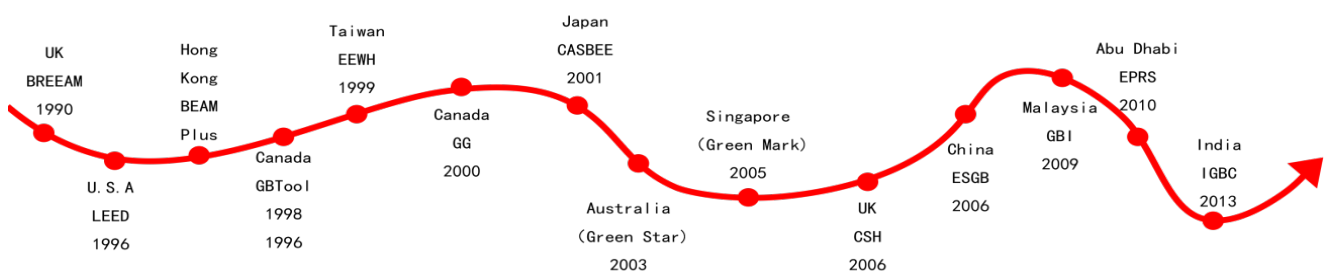 UK
BREEAM
1990
U.S.A
LEED
1996
Hong
Kong
BEAM
Plus
Canada
GBTool
1998
1996
Taiwan
EEWH
1999
Canada
GG
2000
Japan
CASBEE
2001
Australia
(Green Star)
2003
Singapore
(Green Mark)
2005
UK
CSH
2006
China
ESGB
2006
Malaysia
GBI
2009
Abu Dhabi
EPRS
2010
India
IGBC
2013